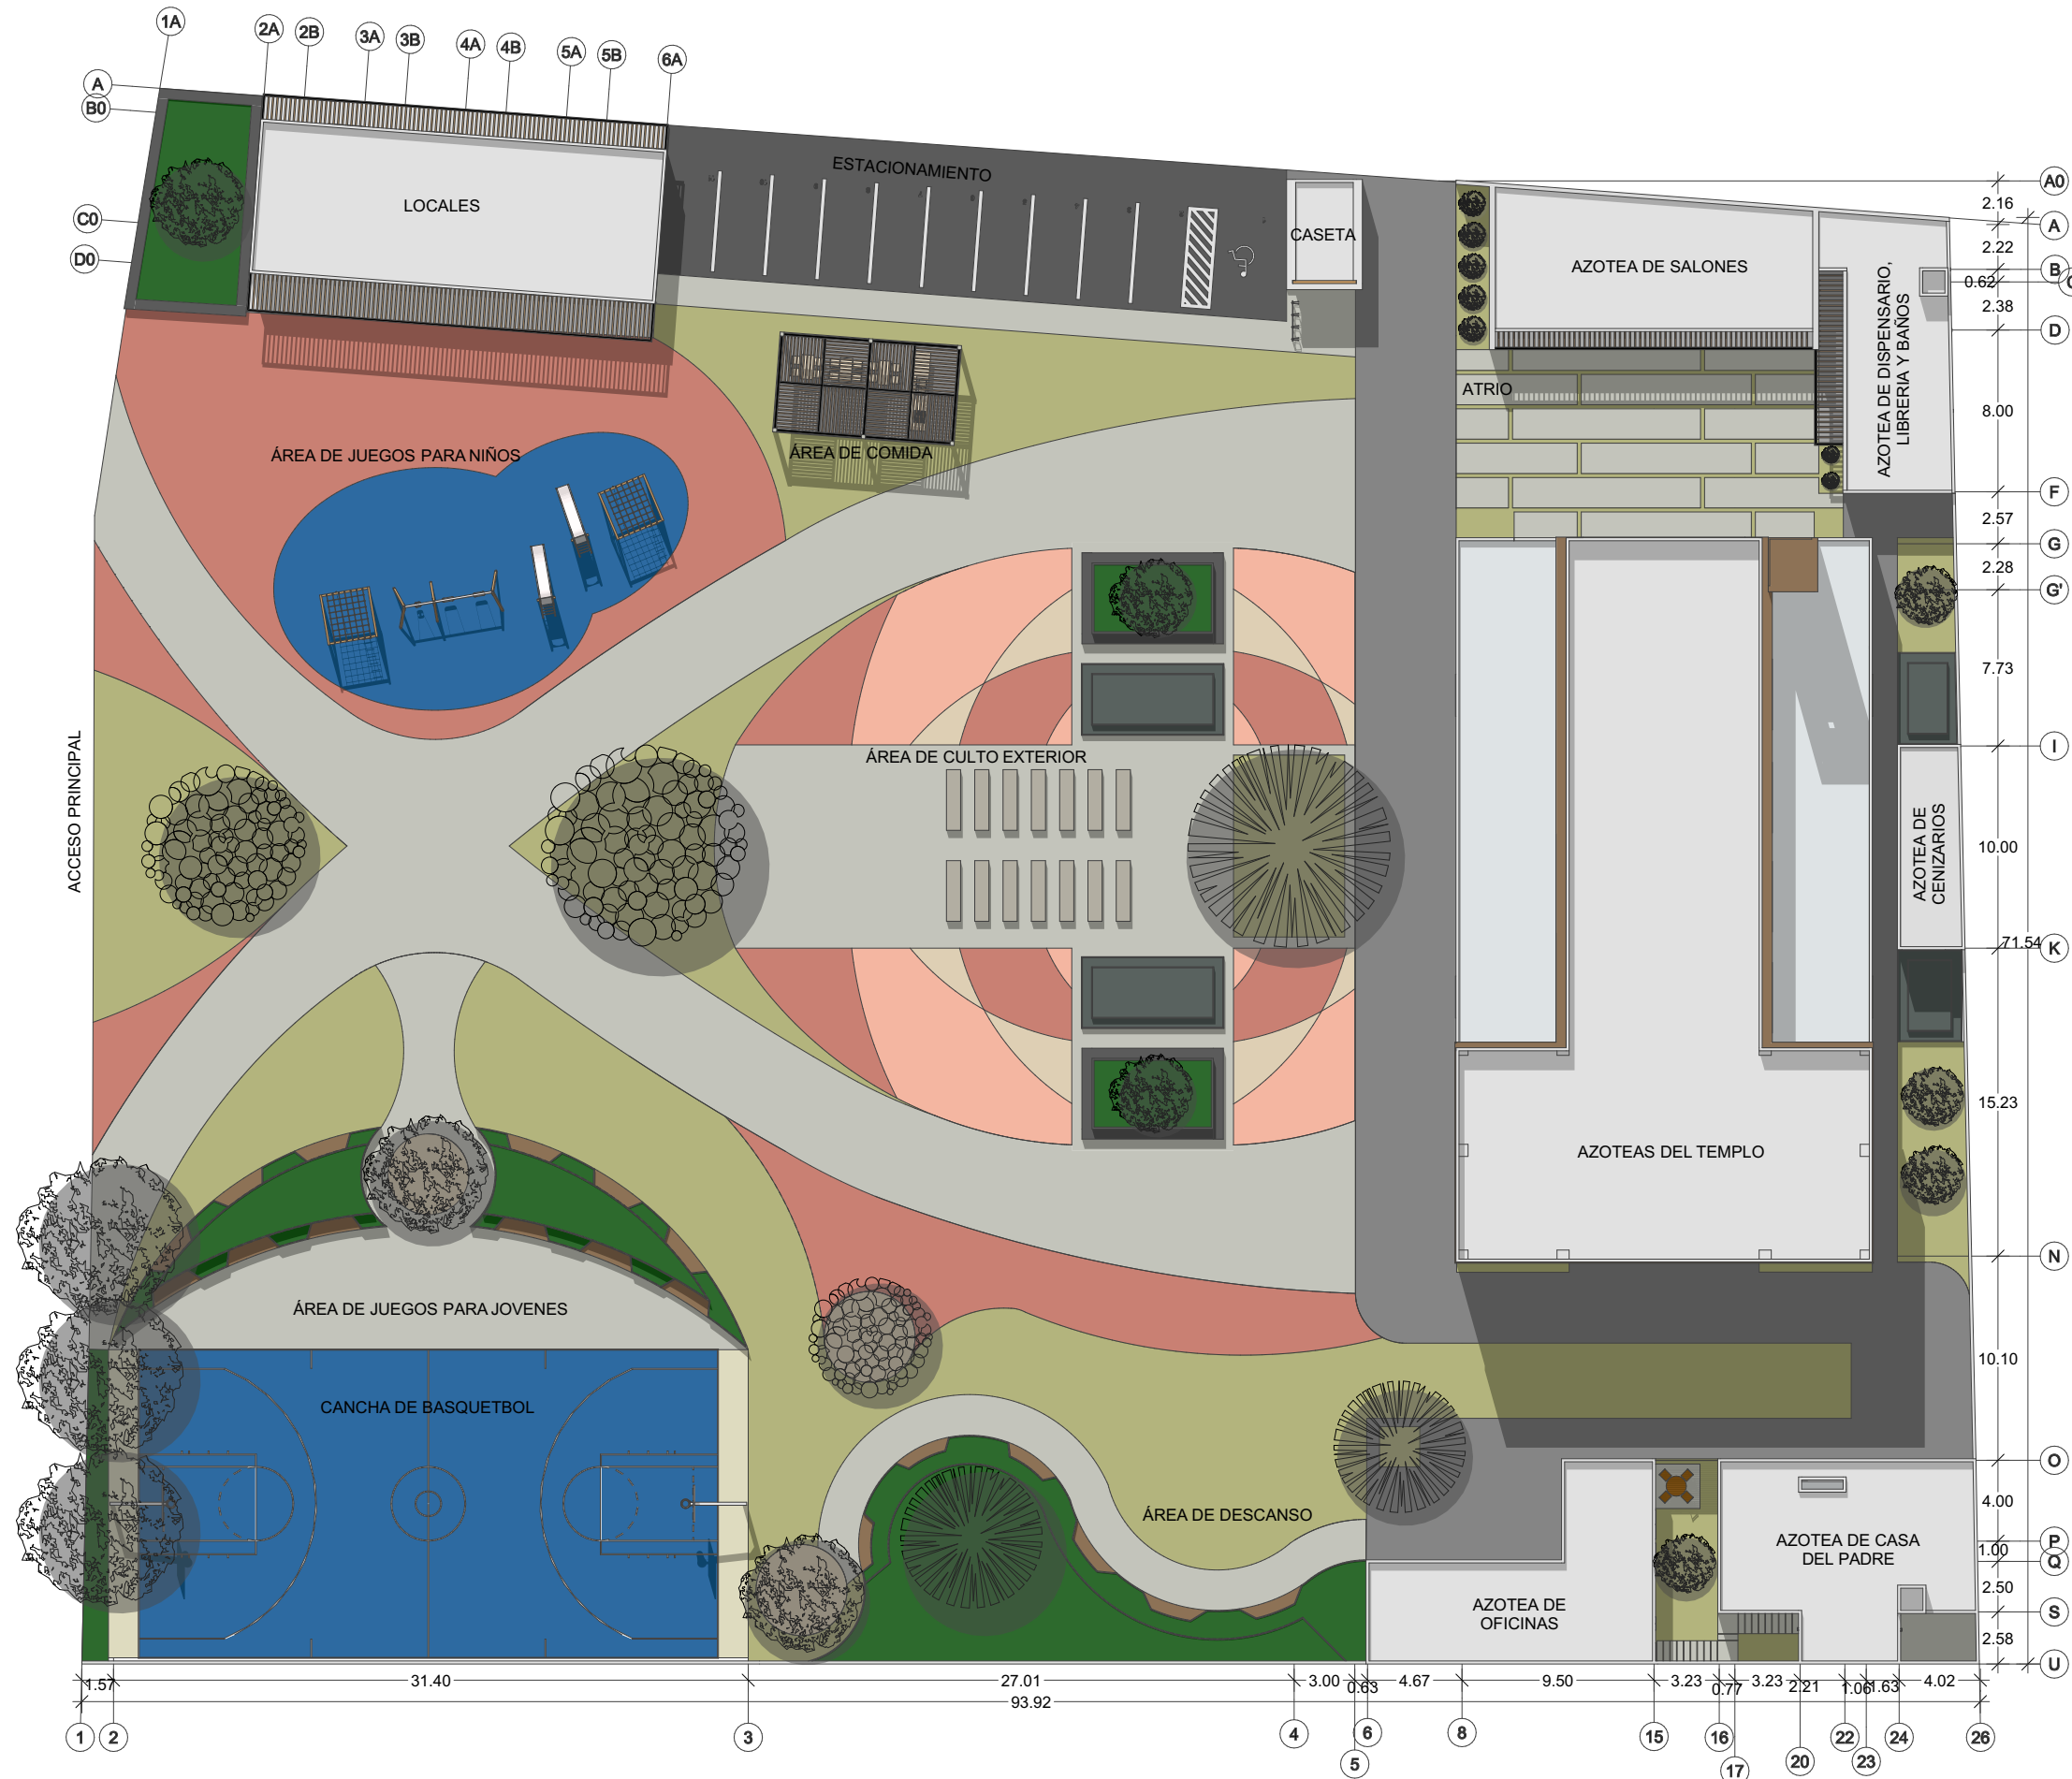 1A
2A
2B
3A
3B
4A
4B
5A
5B
6A
A
B0
C0
D0
ESTACIONAMIENTO
LOCALES
CASETA
AZOTEA DE SALONES
AZOTEA DE DISPENSARIO,
LIBRERIA Y BAÑOS
ATRIO
ÁREA DE JUEGOS PARA NIÑOS
ÁREA DE COMIDA
ACCESO PRINCIPAL
ÁREA DE CULTO EXTERIOR
AZOTEA DE
CENIZARIOS
AZOTEAS DEL TEMPLO
ÁREA DE JUEGOS PARA JOVENES
CANCHA DE BASQUETBOL
ÁREA DE DESCANSO
AZOTEA DE CASA
DEL PADRE
AZOTEA DE
OFICINAS
A0
2.16
A
2.22
B
0.62
2.38
D
8.00
F
2.57
G
2.28
G'
7.73
I
10.00
71.54
K
15.23
N
10.10
O
4.00
P
1.00
Q
2.50
S
2.58
U
1.57
31.40
27.01
3.00
0.63
4.67
9.50
3.23
0.77
3.23
2.21
1.06
1.63
4.02
93.92
1
2
3
4
5
6
8
15
16
17
20
22
23
24
26